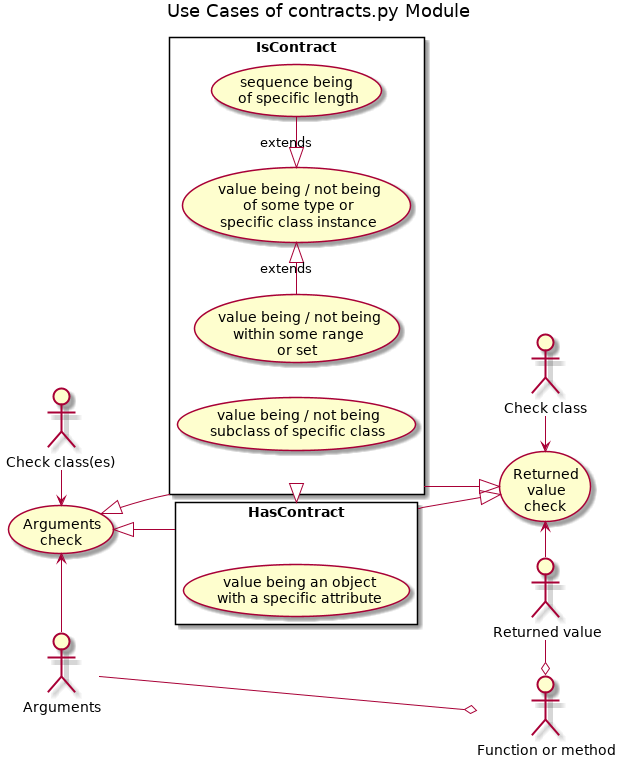 Use Cases of contracts.py Module
IsContract
sequence being
of specific length
extends
value being / not being
of some type or
specific class instance
extends
value being / not being
within some range
or set
value being / not being
subclass of specific class
Check class
Check class(es)
Returned
value
check
Arguments
check
HasContract
value being an object
with a specific attribute
Returned value
Arguments
Function or method